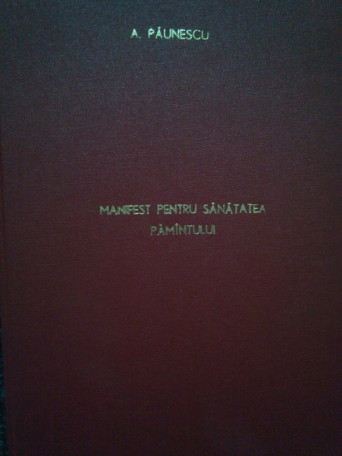 A. PĂUNESCU
MANIFEST PENTRU SĂNĂTATEA
PĂMÎNTULUI